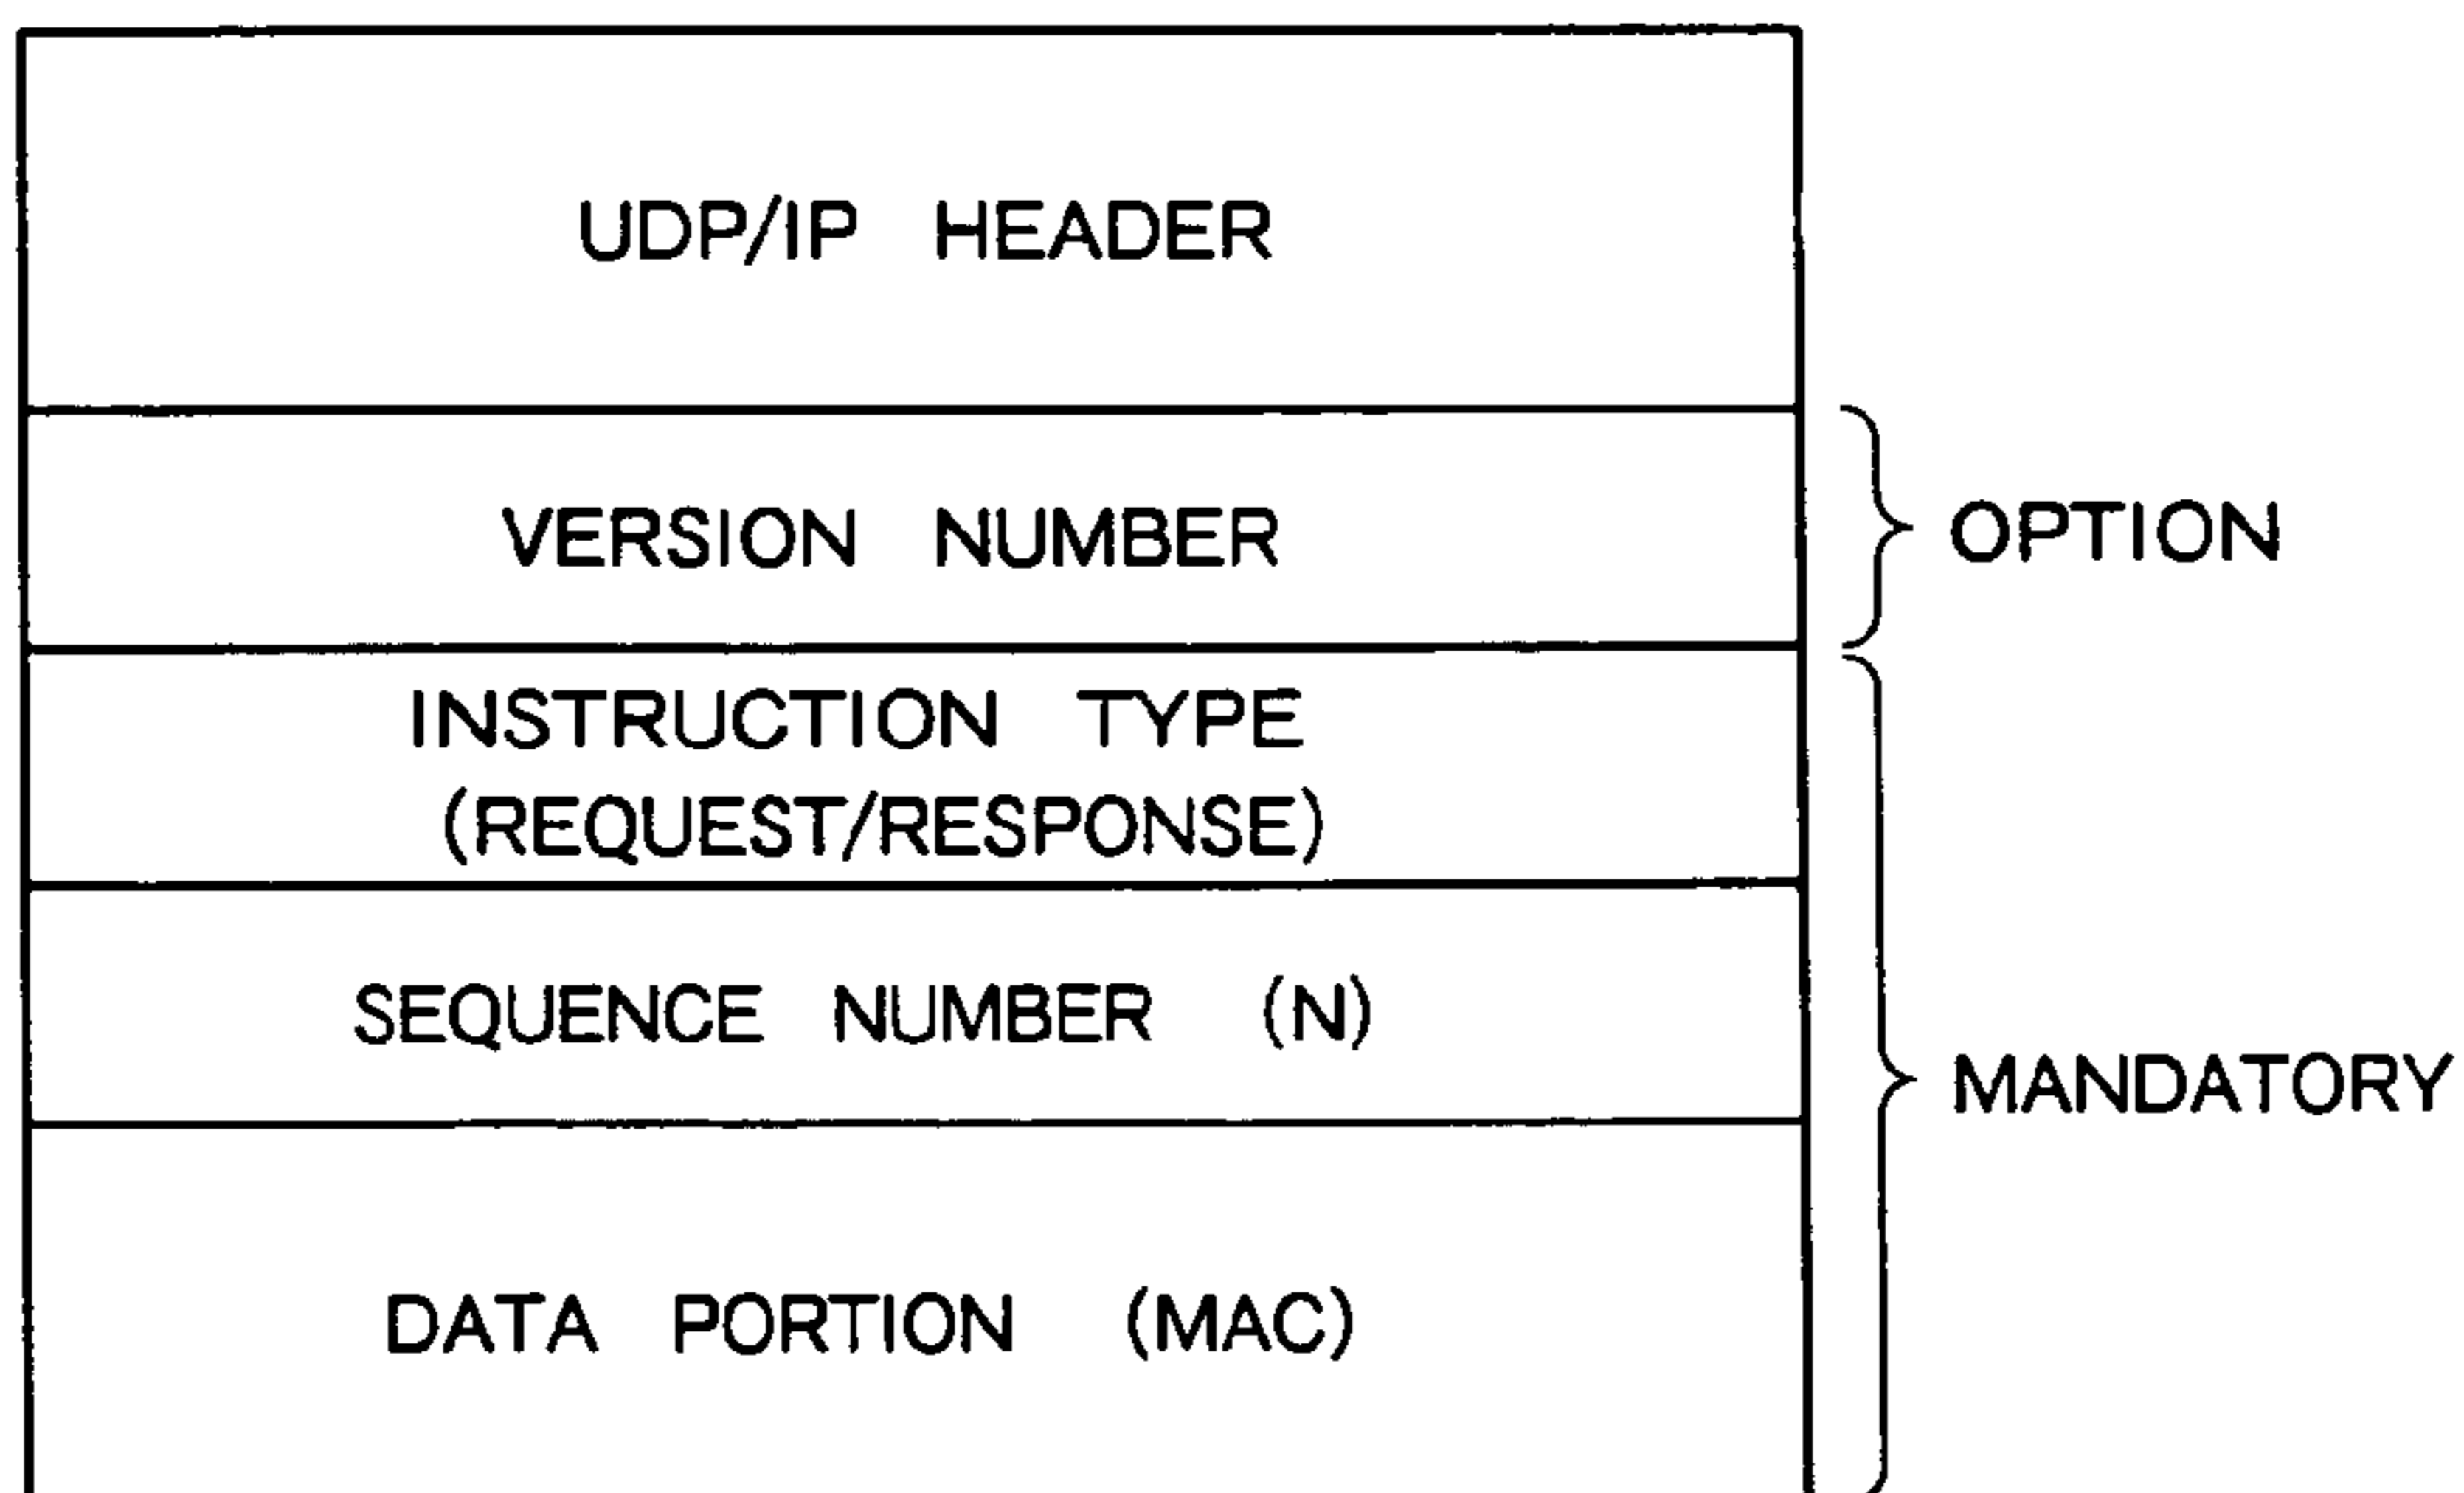 UDP/IP HEADER
VERSION NUMBER
OPTION
INSTRUCTION TYPE
(REQUEST/RESPONSE)
SEQUENCE NUMBER (N)
MANDATORY
DATA PORTION (MAC)